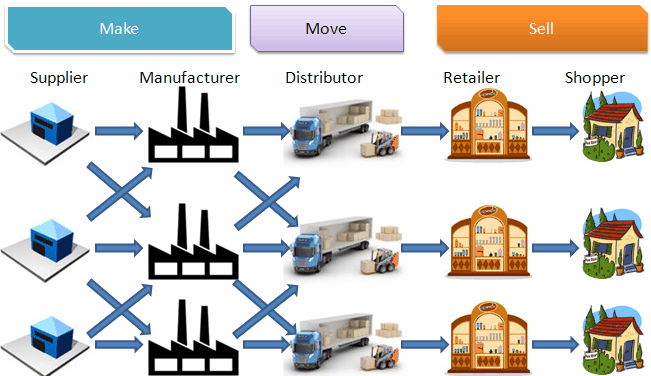 Make
Move
Sell
Supplier
Manufacturer
Distributor
Retailer
Shopper